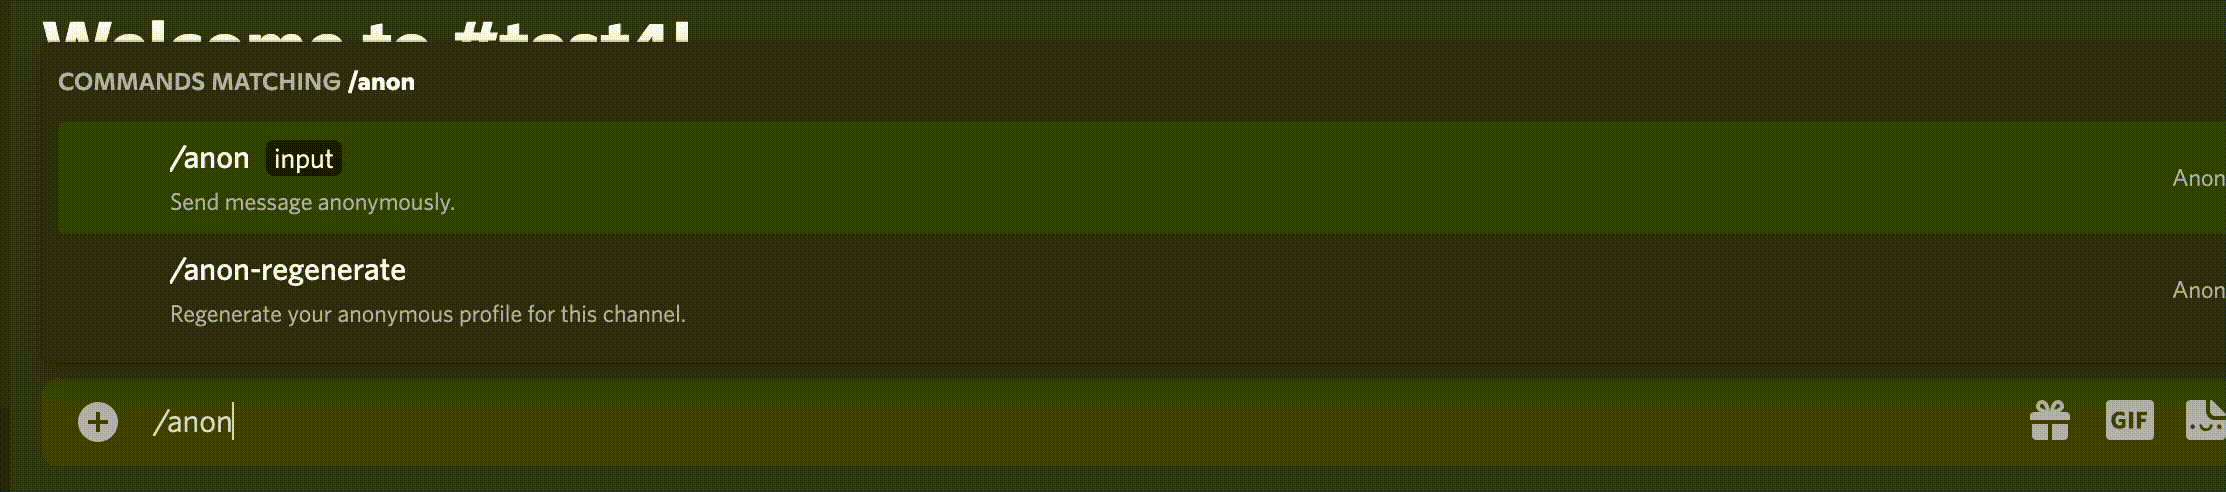 Welcome to #test4!
COMMANDS MATCHING /anon
/anon input
Send message anonymously.
Anon
/anon-regenerate
Regenerate your anonymous profile for this channel.
Anon
/anon
GIF